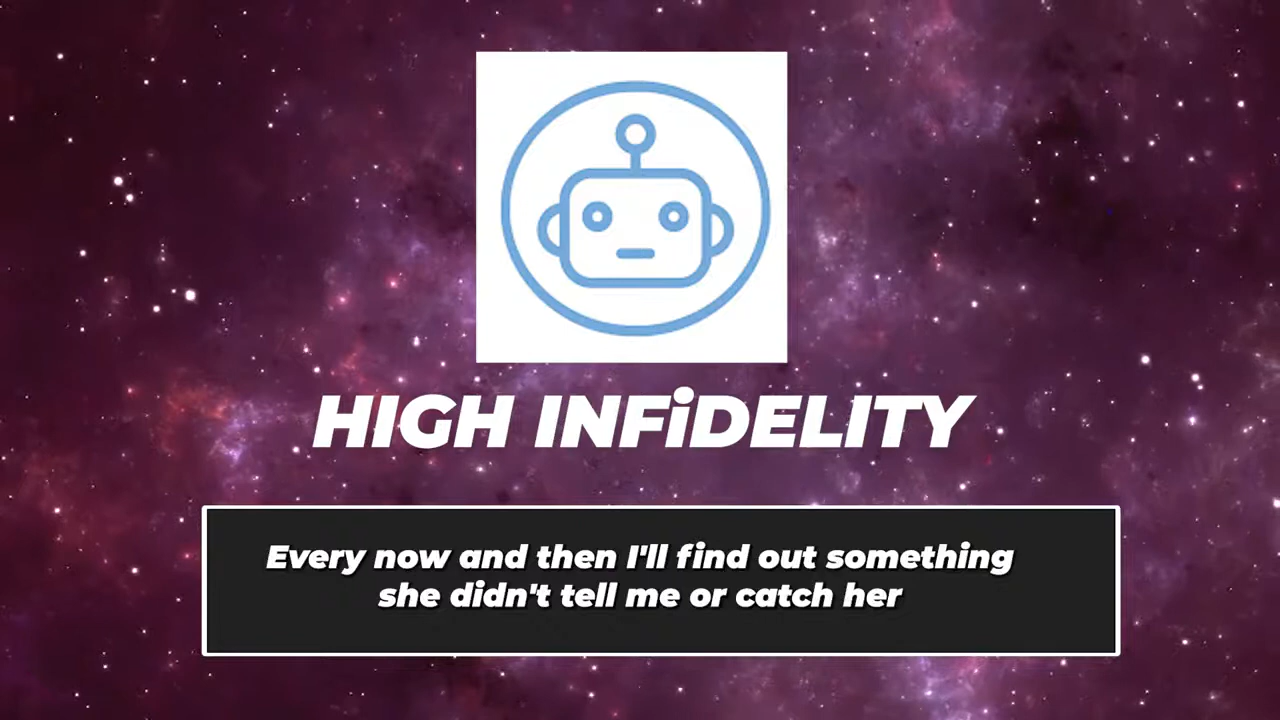 HIGH INFiDELITY
Every now and then I'll find out something
she didn't tell me or catch her